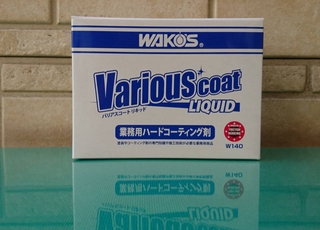 WAKO'S®
Various coat
LIQUID
バリアスコート リキッド
業務用ハードコーティング剤
W140